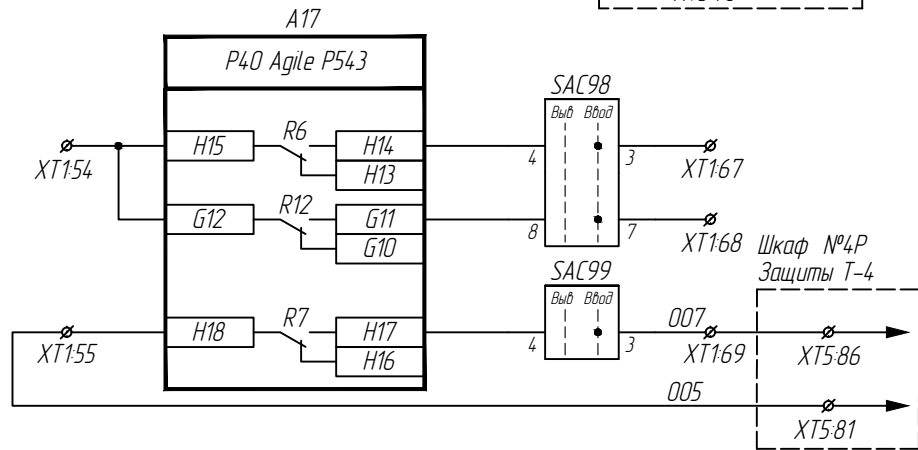 A17
P40 Agile P543
SAC98
Выв Ввод
XT1:54
H15
R6
H14
H13
4
3
XT1:67
G12
R12
G11
G10
8
7
XT1:68
Шкаф №4Р
Защиты Т-4
SAC99
Выв Ввод
XT1:55
H18
R7
H17
H16
4
3
007
XT1:69
XT5:86
005
XT5:81